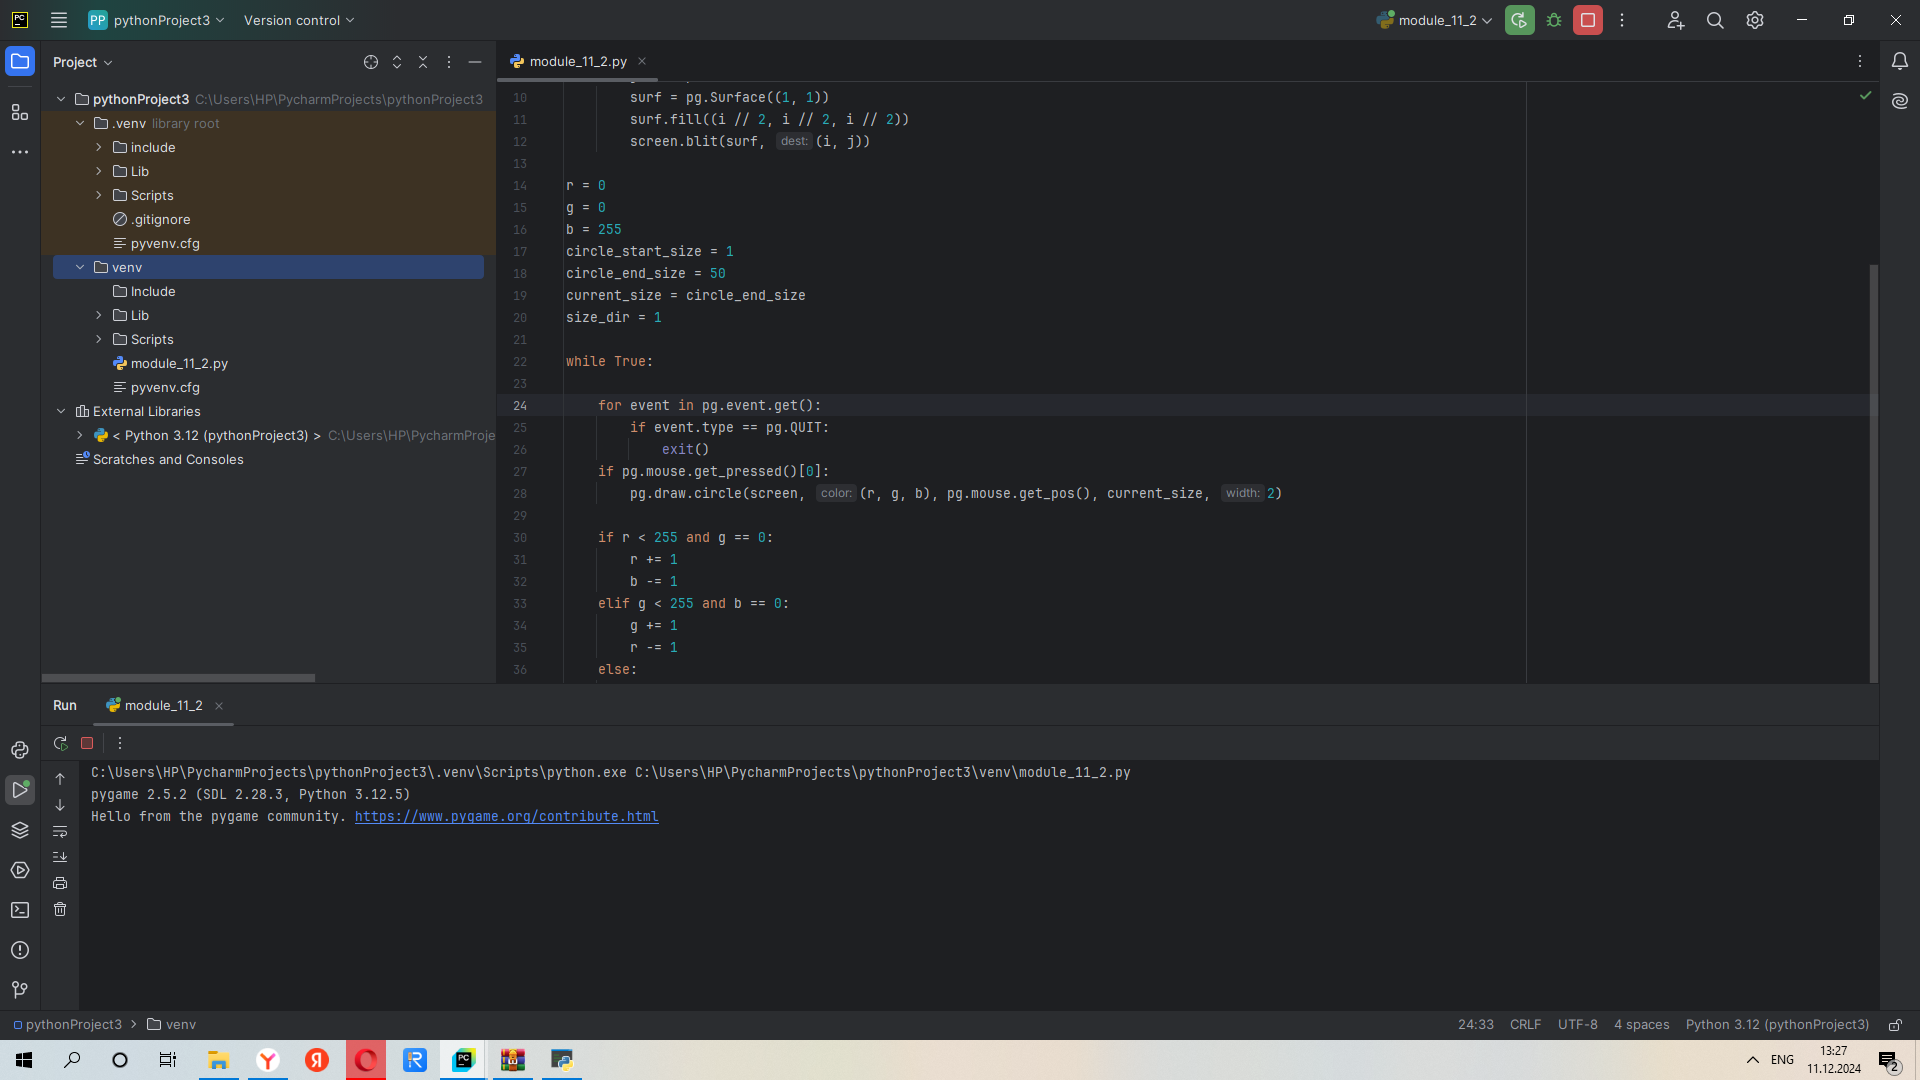 PC
PP pythonProject3 Version control
module_11_2
Project
module_11_2.py
pythonProject3 C:\Users\HP\PycharmProjects\pythonProject3
.venv library root
include
Lib
Scripts
.gitignore
pyvenv.cfg
venv
Include
Lib
Scripts
module_11_2.py
pyvenv.cfg
External Libraries
< Python 3.12 (pythonProject3) > C:\Users\HP\PycharmProje
Scratches and Consoles
10 surf = pg.Surface((1, 1))
11 surf.fill((i // 2, i // 2, i // 2))
12 screen.blit(surf, dest: (i, j))
13
14 r = 0
15 g = 0
16 b = 255
17 circle_start_size = 1
18 circle_end_size = 50
19 current_size = circle_end_size
20 size_dir = 1
21
22 while True:
23
24 for event in pg.event.get():
25 if event.type == pg.QUIT:
26 exit()
27 if pg.mouse.get_pressed()[0]:
28 pg.draw.circle(screen, color: (r, g, b), pg.mouse.get_pos(), current_size, width: 2)
29
30 if r < 255 and g == 0:
31 r += 1
32 b -= 1
33 elif g < 255 and b == 0:
34 g += 1
35 r -= 1
36 else:
Run module_11_2
C:\Users\HP\PycharmProjects\pythonProject3\.venv\Scripts\python.exe C:\Users\HP\PycharmProjects\pythonProject3\venv\module_11_2.py
pygame 2.5.2 (SDL 2.28.3, Python 3.12.5)
Hello from the pygame community. https://www.pygame.org/contribute.html
pythonProject3 > venv
24:33 CRLF UTF-8 4 spaces Python 3.12 (pythonProject3)
Y Я R PC
ENG
13:27
11.12.2024
2